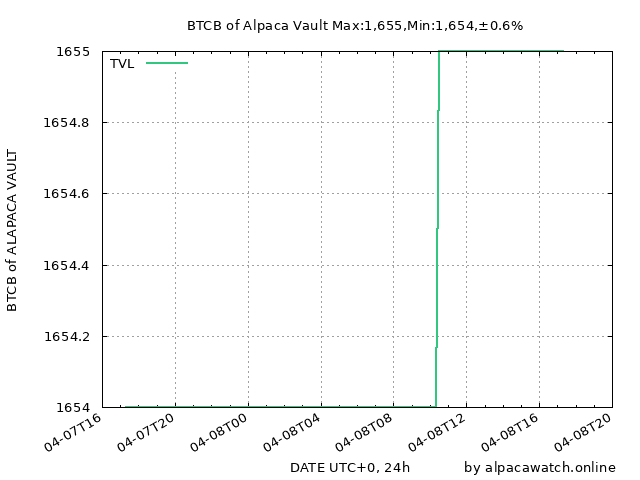 BTCB of Alpaca Vault Max:1,655,Min:1,654,±0.6%
1655
TVL
1654.8
1654.6
1654.4
1654.2
1654
BTCB of ALAPACA VAULT
04-07T16
04-07T20
04-08T00
04-08T04
04-08T08
04-08T12
04-08T16
04-08T20
DATE UTC+0, 24h
by alpacawatch.online